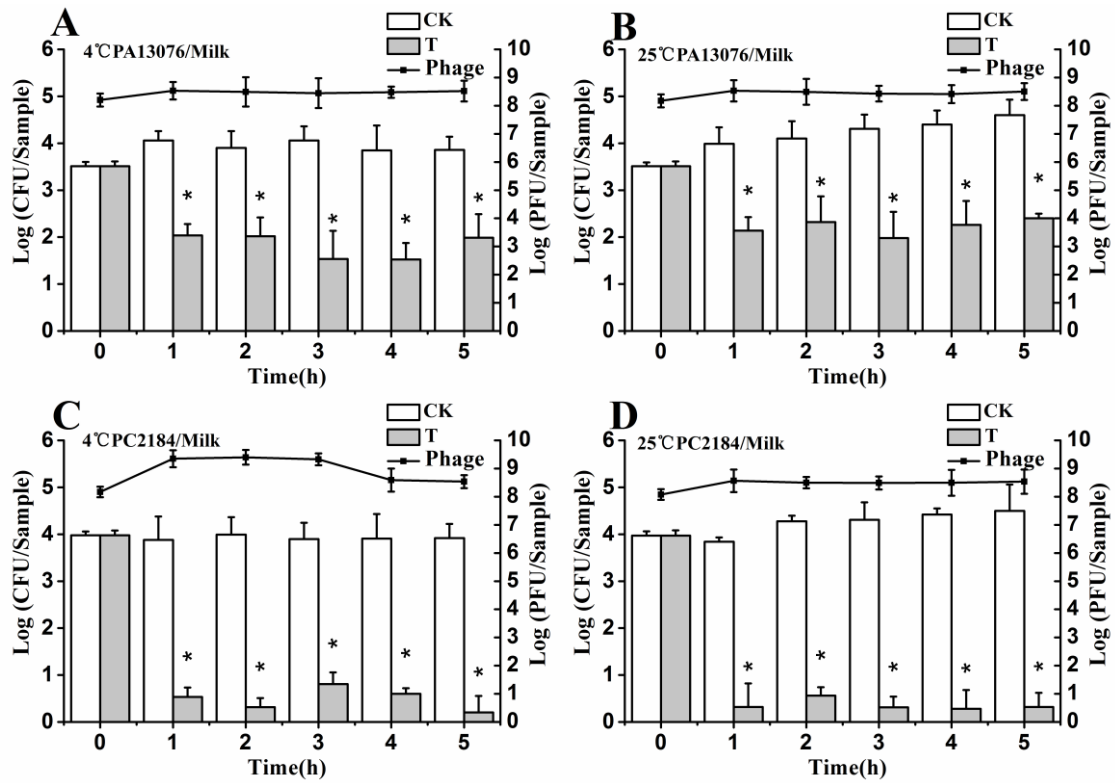 A
4℃PA13076/Milk
CK
T
Phage
Log (CFU/Sample)
6
5
4
3
2
1
0
10
9
8
7
6
5
4
3
2
1
0
Log (PFU/Sample)
* * * * *
0 1 2 3 4 5
Time(h)
B
25℃PA13076/Milk
CK
T
Phage
Log (CFU/Sample)
6
5
4
3
2
1
0
10
9
8
7
6
5
4
3
2
1
0
Log (PFU/Sample)
* * * * *
0 1 2 3 4 5
Time(h)
C
4℃PC2184/Milk
CK
T
Phage
Log (CFU/Sample)
6
5
4
3
2
1
0
10
9
8
7
6
5
4
3
2
1
0
Log (PFU/Sample)
* * * * *
0 1 2 3 4 5
Time(h)
D
25℃PC2184/Milk
CK
T
Phage
Log (CFU/Sample)
6
5
4
3
2
1
0
10
9
8
7
6
5
4
3
2
1
0
Log (PFU/Sample)
* * * * *
0 1 2 3 4 5
Time(h)